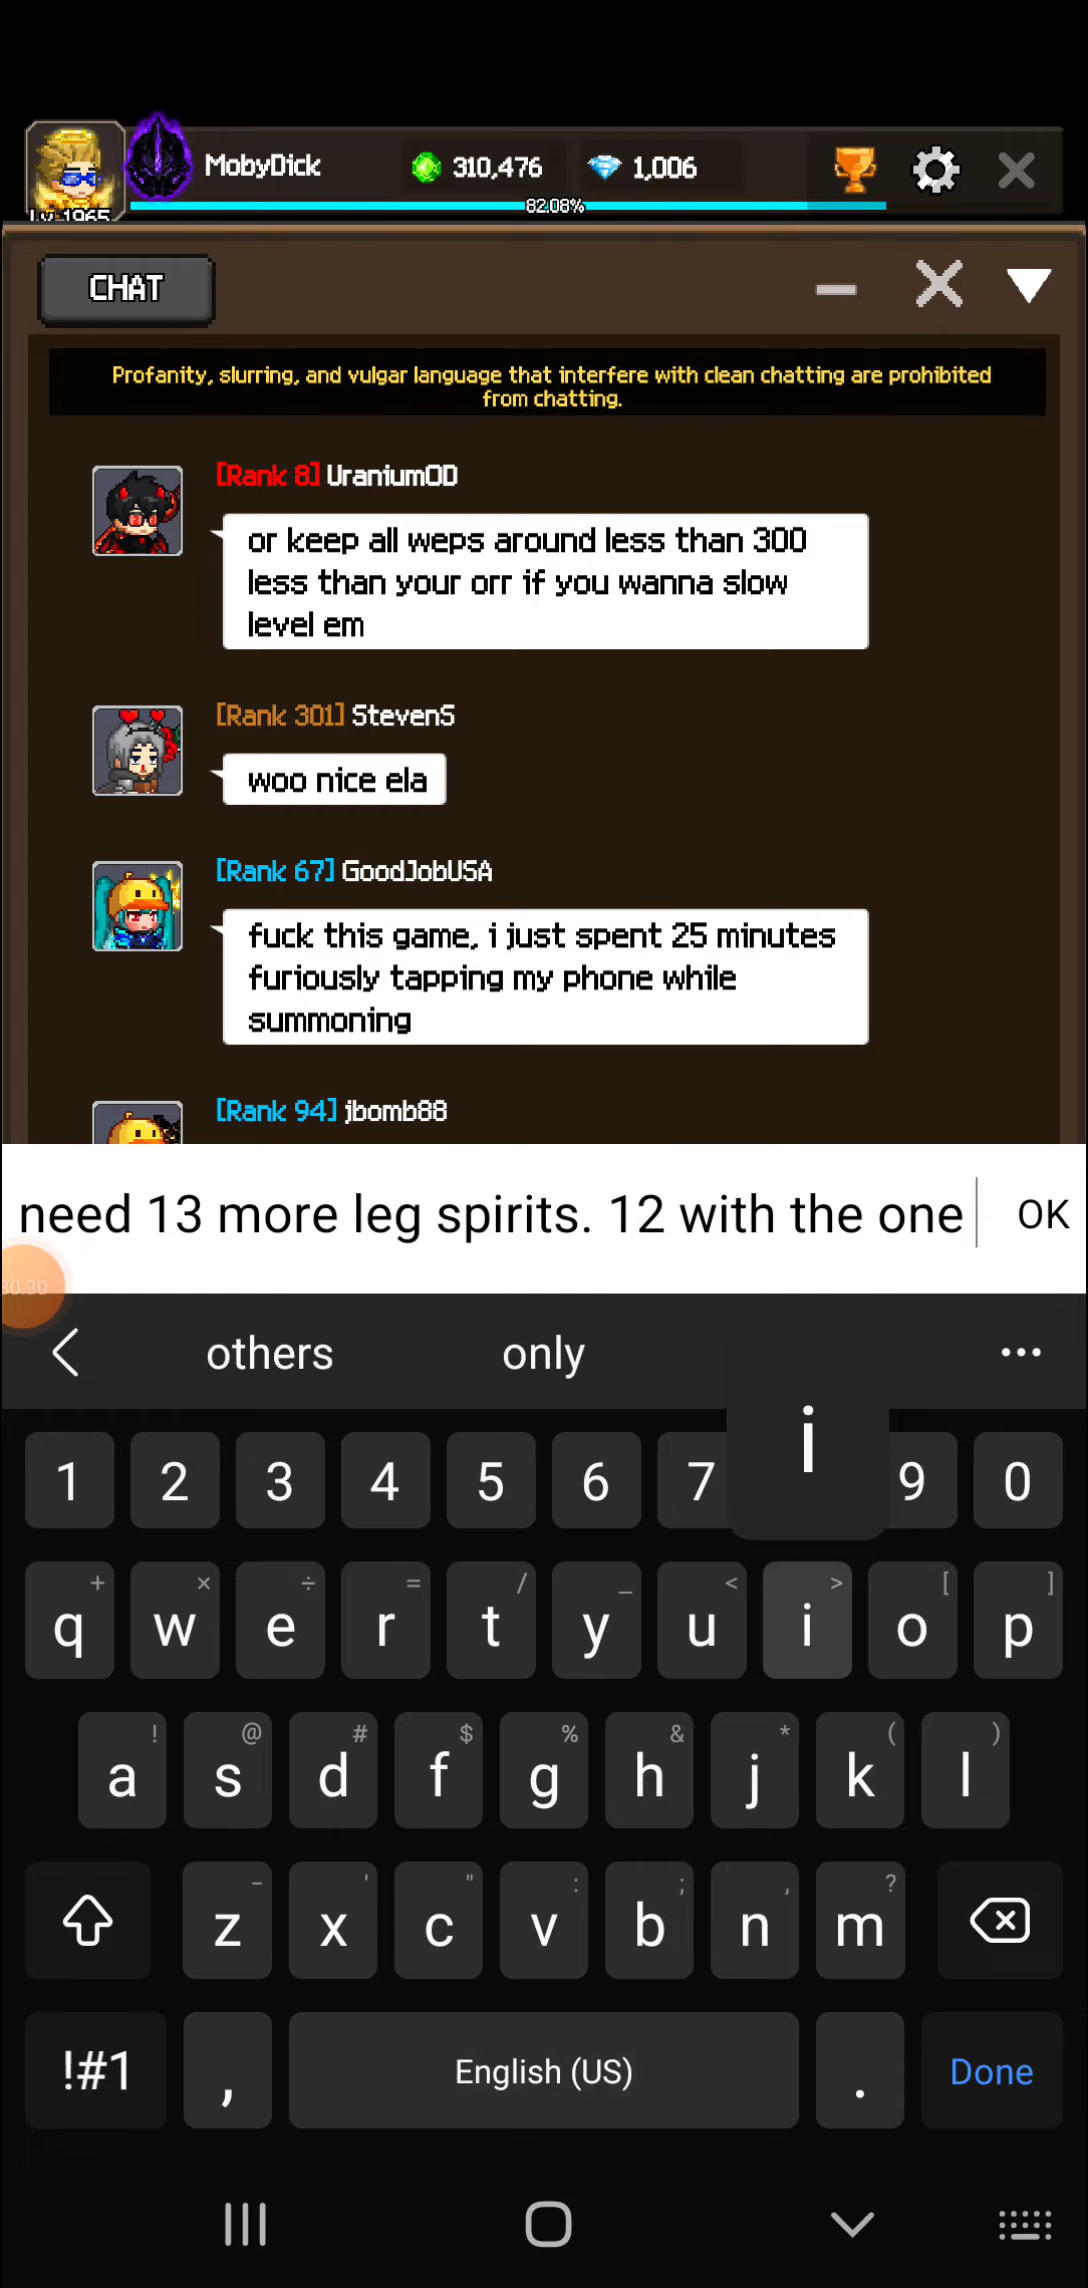 MobyDick
310,476
1,006
Lv.1965
82.08%
CHAT
Profanity, slurring, and vulgar language that interfere with clean chatting are prohibited
from chatting.
[Rank 8] UraniumOD
or keep all weps around less than 300
less than your orr if you wanna slow
level em
[Rank 301] StevenS
woo nice ela
[Rank 67] GoodJobUSA
fuck this game, i just spent 25 minutes
furiously tapping my phone while
summoning
[Rank 94] jbomb88
need 13 more leg spirits. 12 with the one
OK
30:30
others only
i
1 2 3 4 5 6 7 9 0
+ × ÷ = / _ < > [ ]
q w e r t y u i o p
! @ # $ % & * ( )
a s d f g h j k l
- ' " : ; , ?
z x c v b n m
!#1 , English (US) . Done